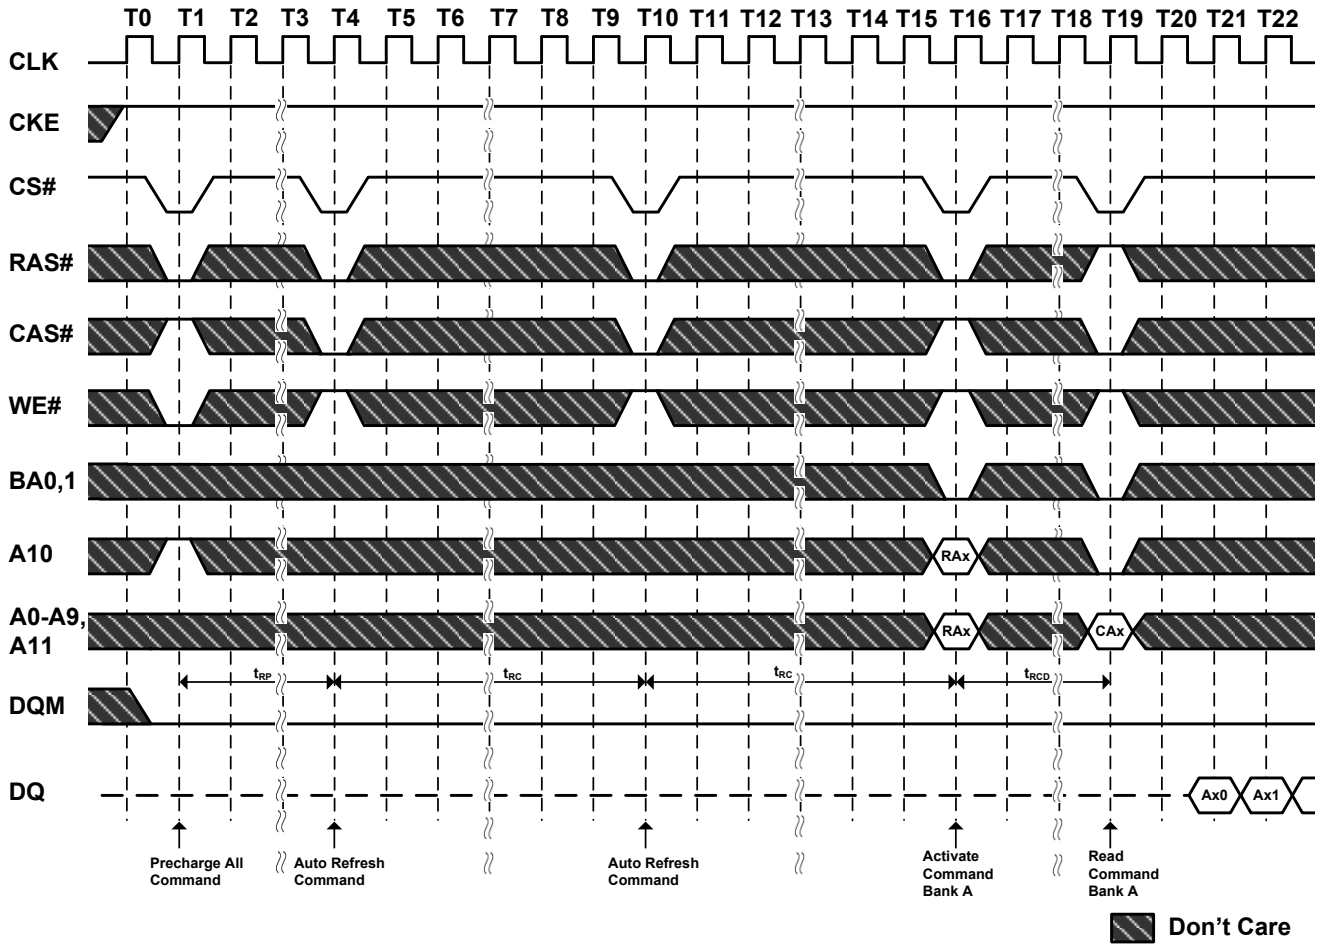 T0 T1 T2 T3 T4 T5 T6 T7 T8 T9 T10 T11 T12 T13 T14 T15 T16 T17 T18 T19 T20 T21 T22
CLK
CKE
CS#
RAS#
CAS#
WE#
BA0,1
A10 RAx
A0-A9,
A11 RAx CAx
tRP tRC tRC tRCD
DQM
DQ Ax0 Ax1
Precharge All
Command
Auto Refresh
Command
Auto Refresh
Command
Activate
Command
Bank A
Read
Command
Bank A
Don't Care